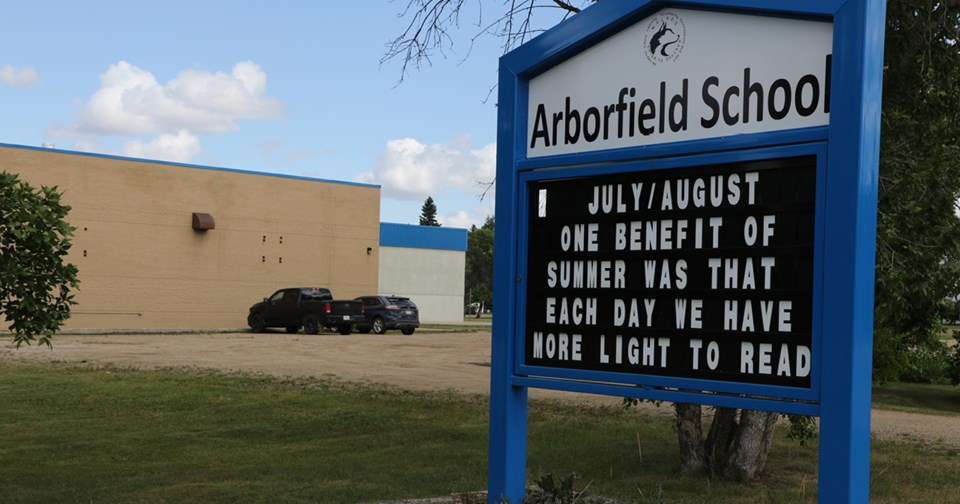 Arborfield School
JULY/AUGUST
ONE BENEFIT OF
SUMMER WAS THAT
EACH DAY WE HAVE
MORE LIGHT TO READ